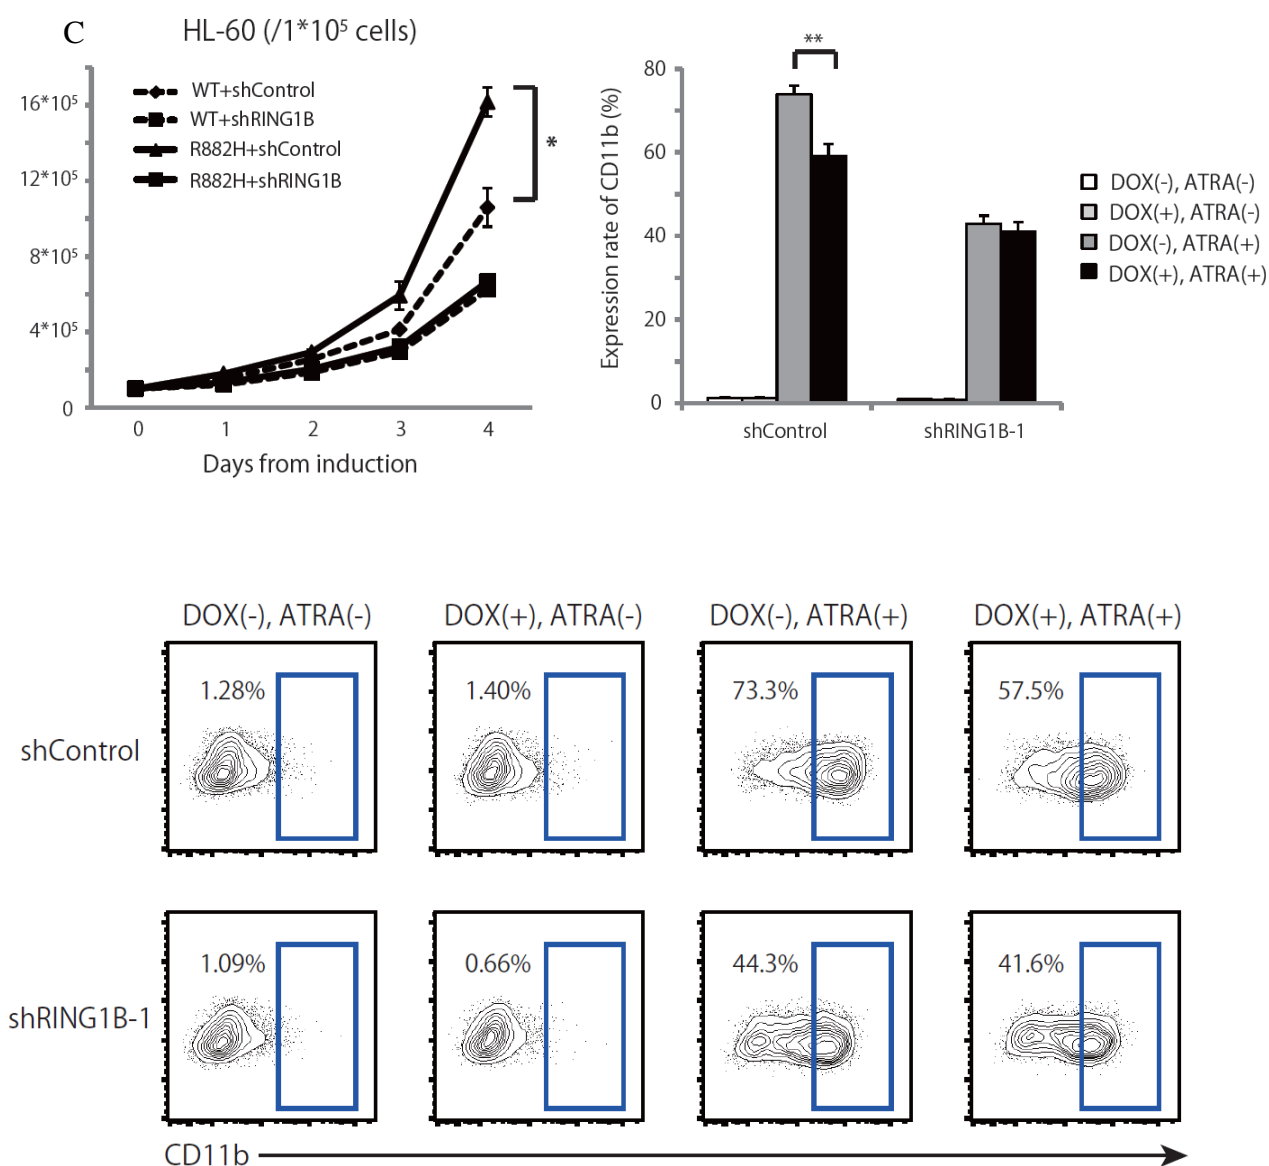 C
HL-60 (/1*10⁵ cells)
WT+shControl
WT+shRING1B
R882H+shControl
R882H+shRING1B
16*10⁵
12*10⁵
8*10⁵
4*10⁵
0
*
0 1 2 3 4
Days from induction
**
Expression rate of CD11b (%)
80
60
40
20
0
shControl shRING1B-1
DOX(-), ATRA(-)
DOX(+), ATRA(-)
DOX(-), ATRA(+)
DOX(+), ATRA(+)
DOX(-), ATRA(-) DOX(+), ATRA(-) DOX(-), ATRA(+) DOX(+), ATRA(+)
shControl
1.28% 1.40% 73.3% 57.5%
shRING1B-1
1.09% 0.66% 44.3% 41.6%
CD11b